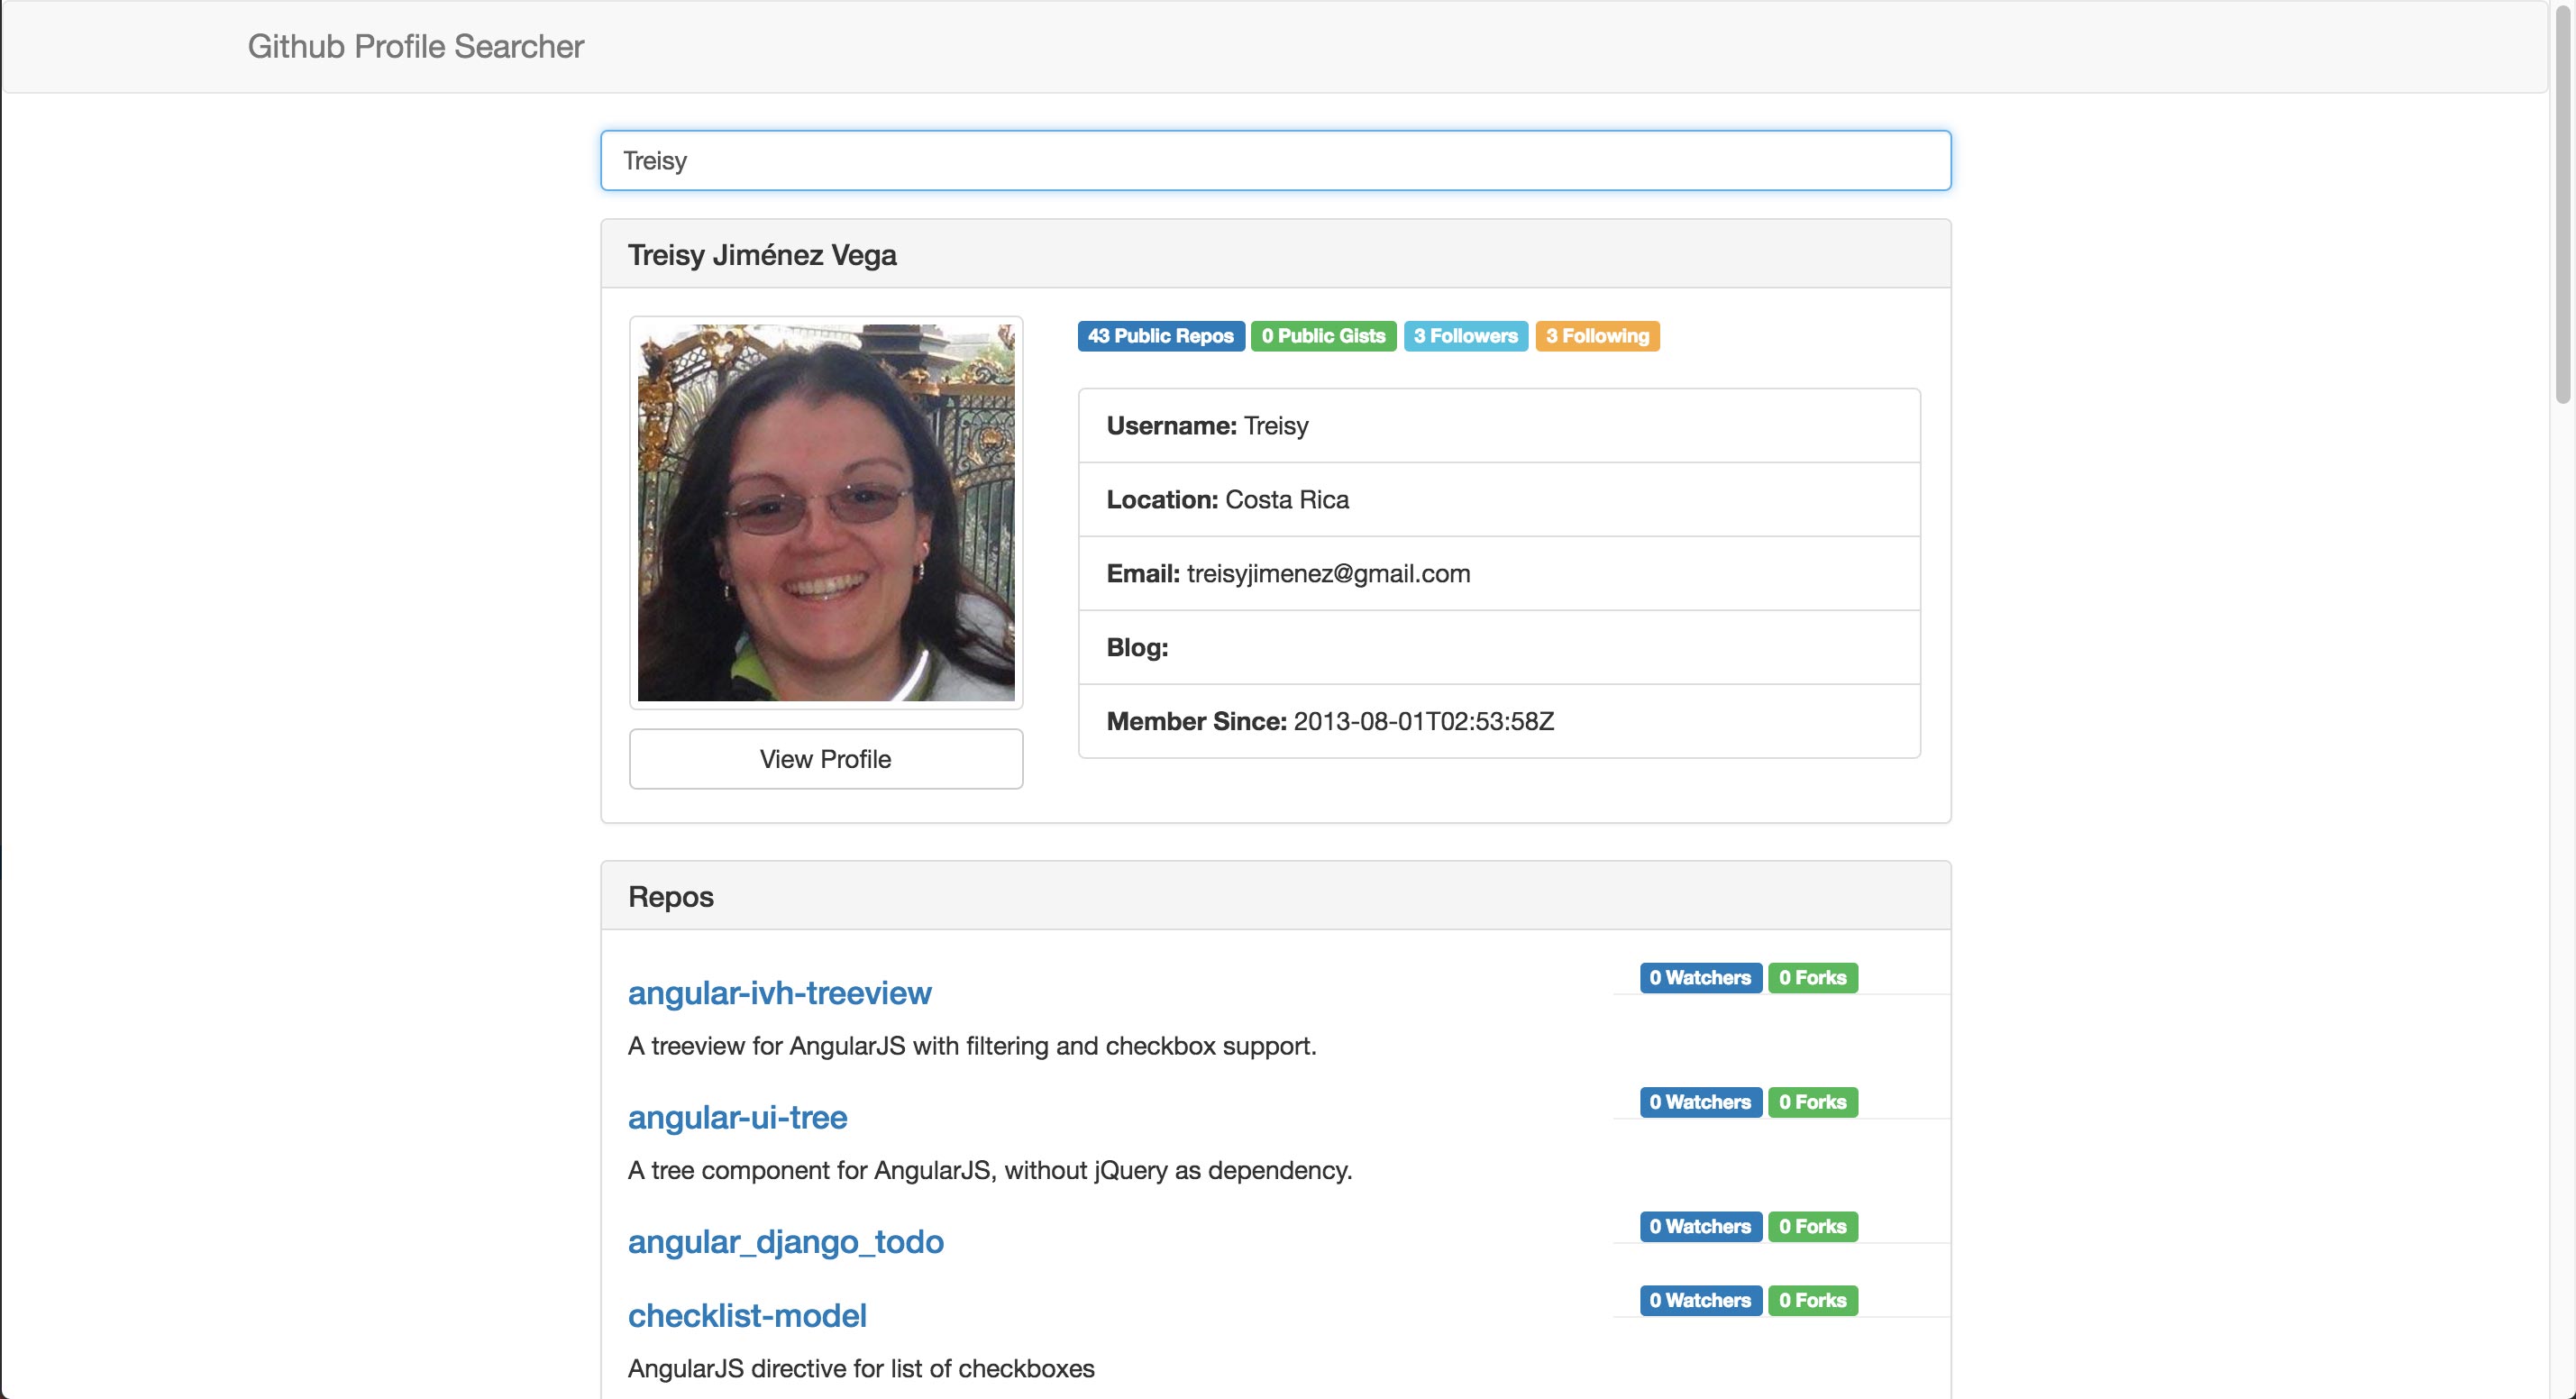 Github Profile Searcher
Treisy
Treisy Jiménez Vega
43 Public Repos 0 Public Gists 3 Followers 3 Following
Username: Treisy
Location: Costa Rica
Email: treisyjimenez@gmail.com
Blog:
Member Since: 2013-08-01T02:53:58Z
View Profile
Repos
angular-ivh-treeview 0 Watchers 0 Forks
A treeview for AngularJS with filtering and checkbox support.
angular-ui-tree 0 Watchers 0 Forks
A tree component for AngularJS, without jQuery as dependency.
angular_django_todo 0 Watchers 0 Forks
checklist-model 0 Watchers 0 Forks
AngularJS directive for list of checkboxes